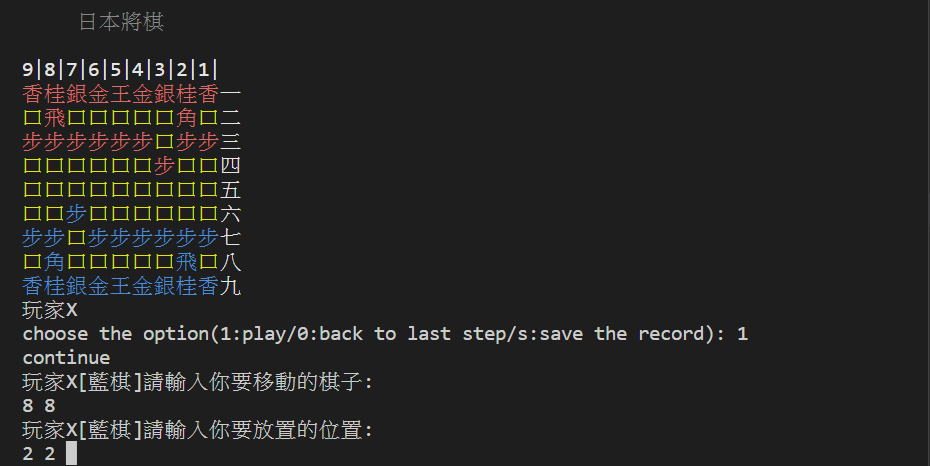 日本將棋
9|8|7|6|5|4|3|2|1|
香桂銀金王金銀桂香一
口飛口口口口口角口二
步步步步步步口步步三
口口口口口口步口口四
口口口口口口口口口五
口口步口口口口口口六
步步口步步步步步步七
口角口口口口口飛口八
香桂銀金王金銀桂香九
玩家X
choose the option(1:play/0:back to last step/s:save the record): 1
continue
玩家X[藍棋]請輸入你要移動的棋子:
8 8
玩家X[藍棋]請輸入你要放置的位置:
2 2